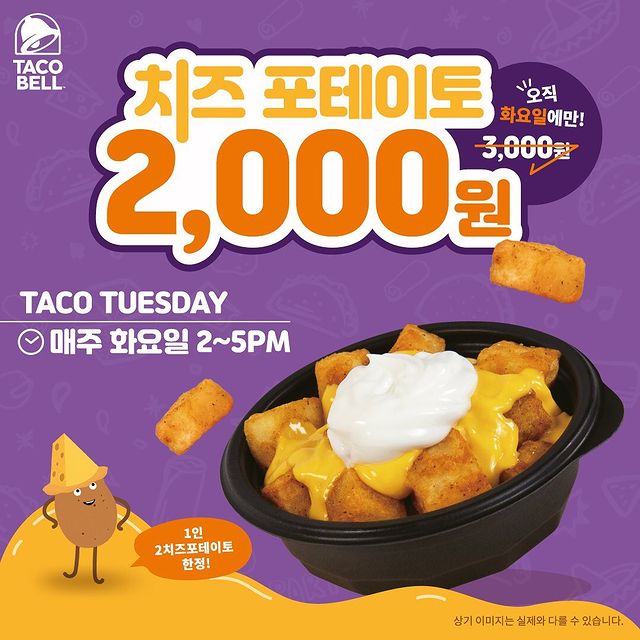 TACO
BELL
치즈 포테이토
2,000원
오직
화요일에만!
3,000원
TACO TUESDAY
매주 화요일 2~5PM
1인
2치즈포테이토
한정!
상기 이미지는 실제와 다를 수 있습니다.